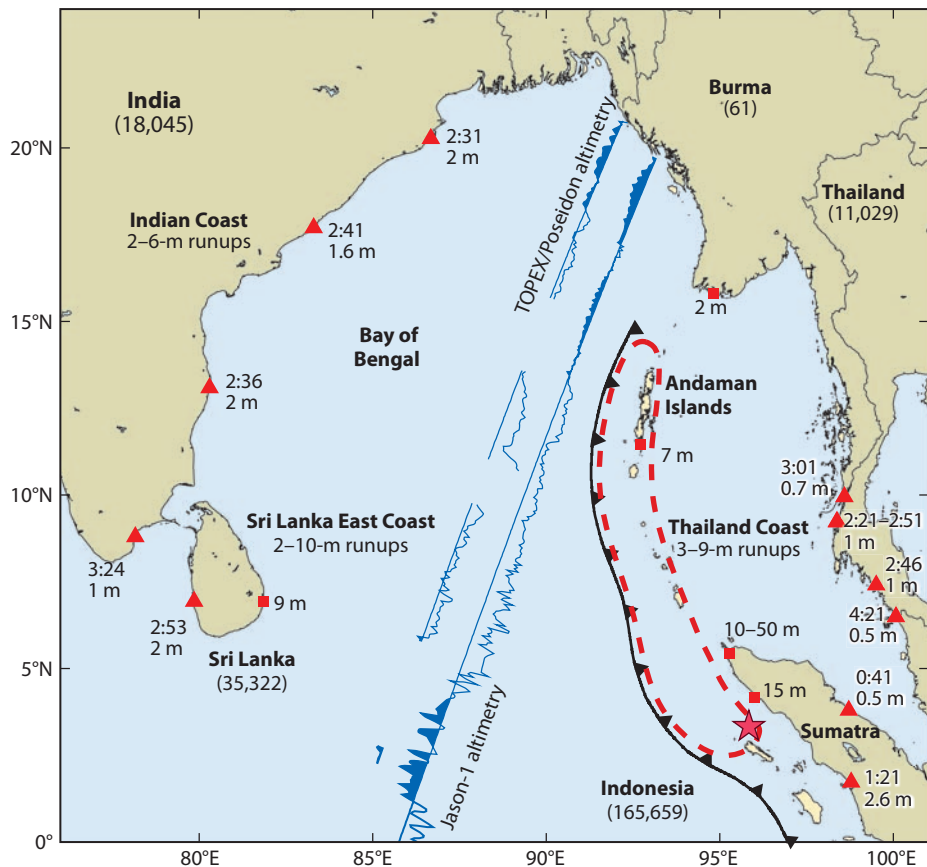 India
(18,045)
Burma
(61)
TOPEX/Poseidon altimetry
20°N
2:31
2 m
Thailand
(11,029)
Indian Coast
2–6-m runups
2:41
1.6 m
2 m
15°N
Bay of
Bengal
2:36
2 m
Andaman
Islands
7 m
3:01
0.7 m
10°N
Sri Lanka East Coast
2–10-m runups
Thailand Coast
3–9-m runups
2:21–2:51
1 m
3:24
1 m
2:46
1 m
9 m
2:53
2 m
4:21
0.5 m
10–50 m
Sri Lanka
(35,322)
5°N
15 m
0:41
0.5 m
Sumatra
Jason-1 altimetry
Indonesia
(165,659)
1:21
2.6 m
0°
80°E
85°E
90°E
95°E
100°E